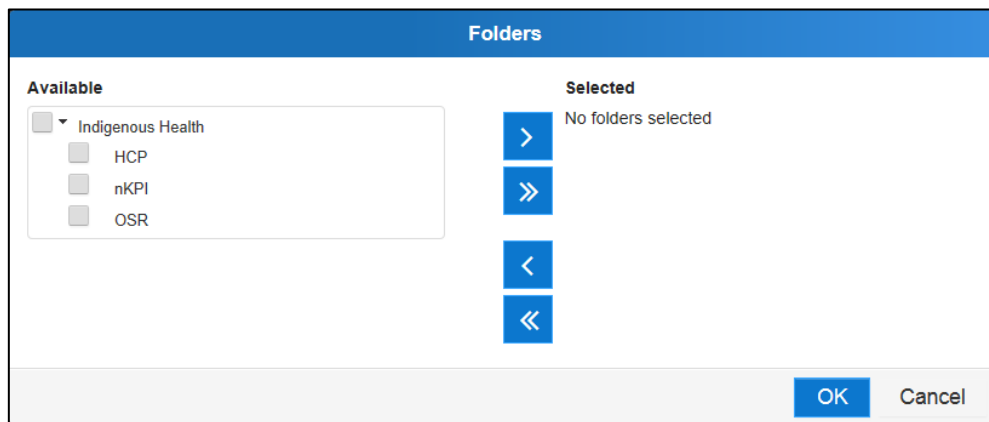 Folders
Available
Indigenous Health
HCP
nKPI
OSR
Selected
No folders selected
OK
Cancel